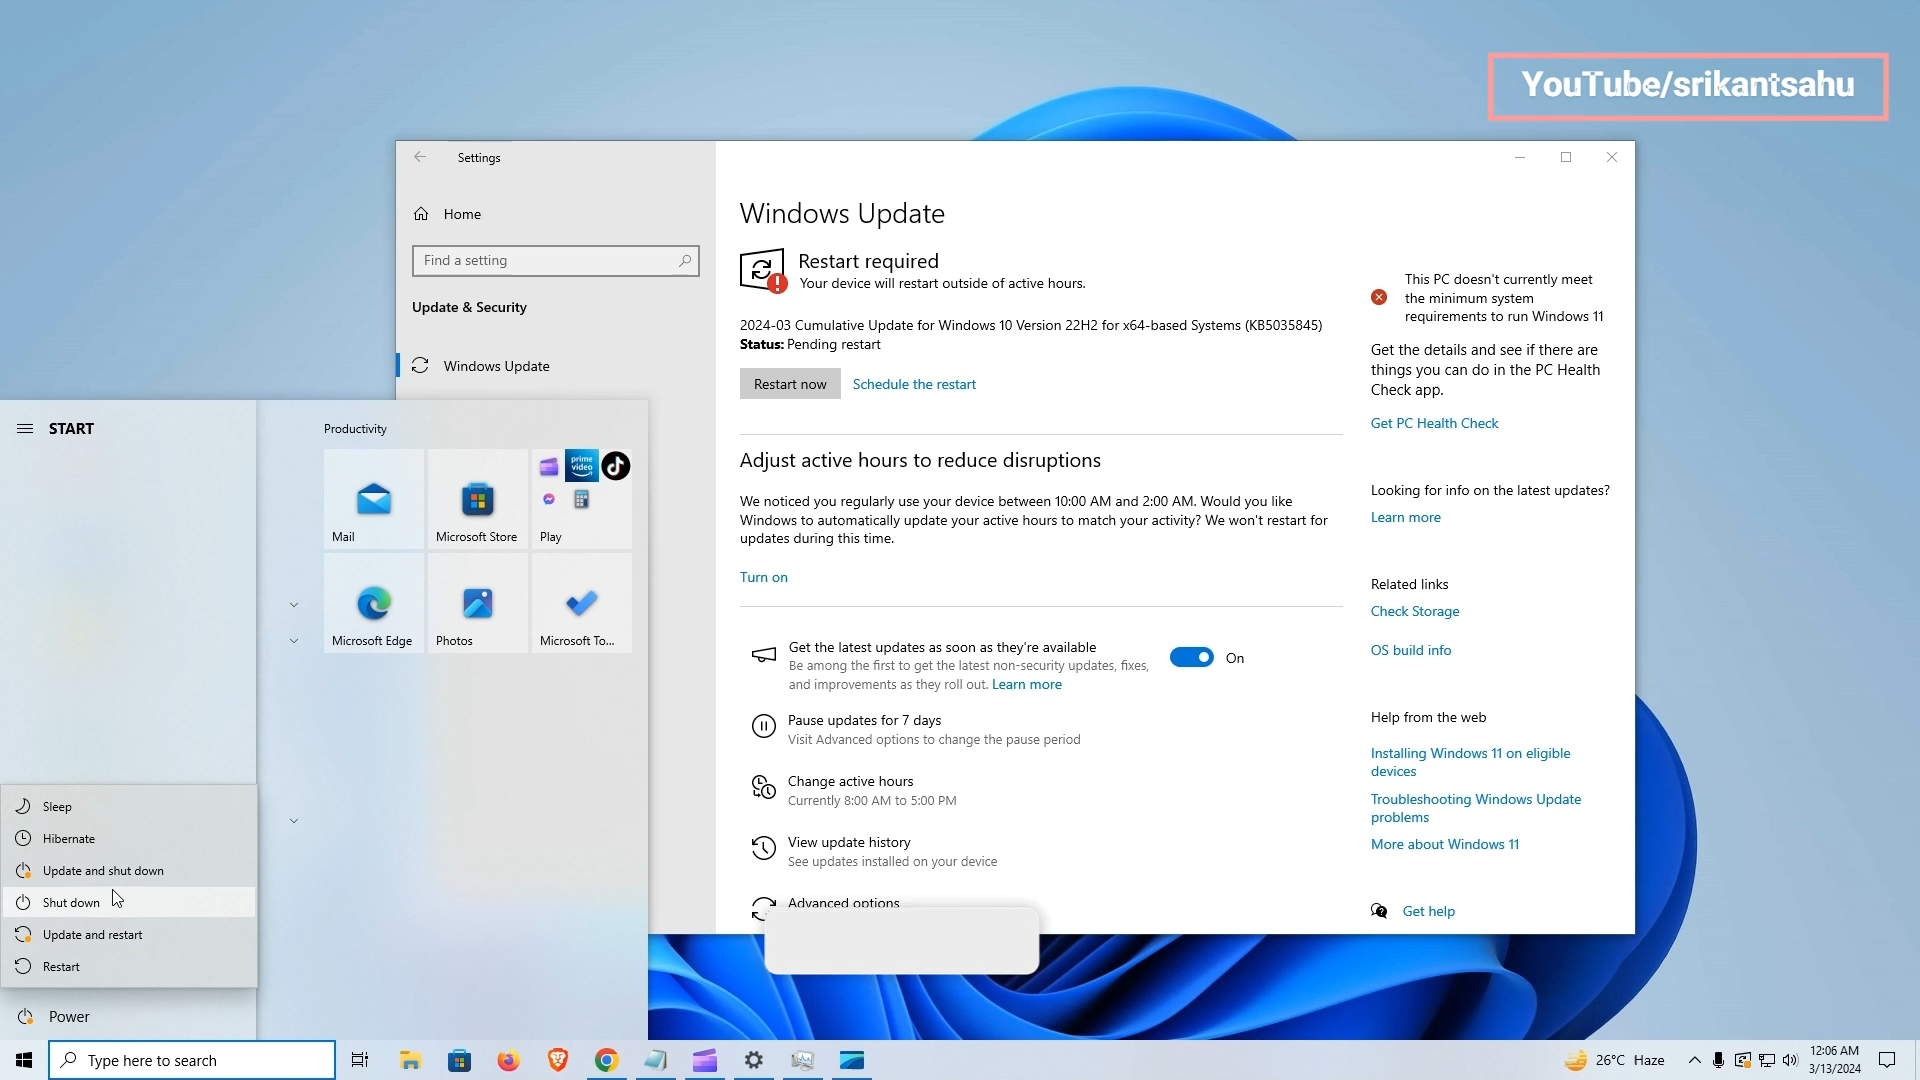 YouTube/srikantsahu
Settings
Home
Find a setting
Update & Security
Windows Update
Windows Update
Restart required
Your device will restart outside of active hours.
2024-03 Cumulative Update for Windows 10 Version 22H2 for x64-based Systems (KB5035845)
Status: Pending restart
Restart now
Schedule the restart
Adjust active hours to reduce disruptions
We noticed you regularly use your device between 10:00 AM and 2:00 AM. Would you like
Windows to automatically update your active hours to match your activity? We won't restart for
updates during this time.
Turn on
Get the latest updates as soon as they're available
Be among the first to get the latest non-security updates, fixes,
and improvements as they roll out. Learn more
On
Pause updates for 7 days
Visit Advanced options to change the pause period
Change active hours
Currently 8:00 AM to 5:00 PM
View update history
See updates installed on your device
Advanced options
This PC doesn't currently meet
the minimum system
requirements to run Windows 11
Get the details and see if there are
things you can do in the PC Health
Check app.
Get PC Health Check
Looking for info on the latest updates?
Learn more
Related links
Check Storage
OS build info
Help from the web
Installing Windows 11 on eligible
devices
Troubleshooting Windows Update
problems
More about Windows 11
Get help
START
Productivity
Mail
Microsoft Store
prime
video
Play
Microsoft Edge
Photos
Microsoft To...
Sleep
Hibernate
Update and shut down
Shut down
Update and restart
Restart
Power
Type here to search
26°C Haze
12:06 AM
3/13/2024